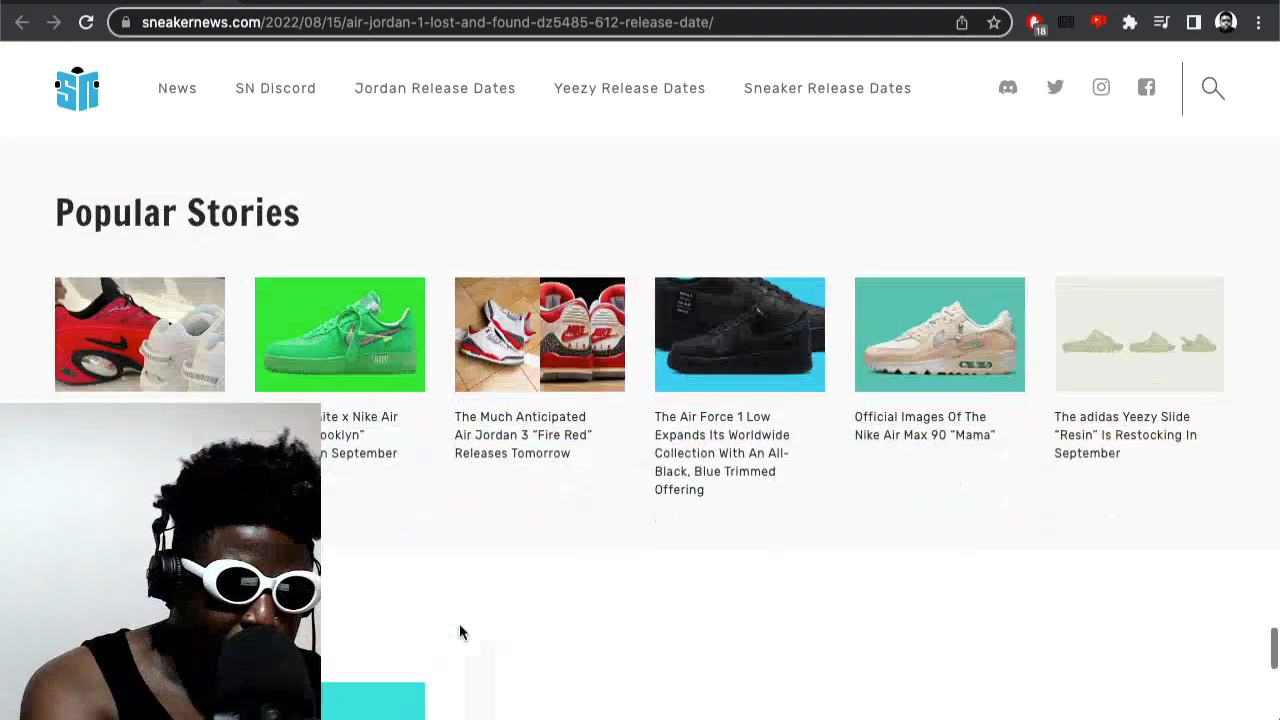 sneakernews.com/2022/08/15/air-jordan-1-lost-and-found-dz5485-612-release-date/
18
SN
News
SN Discord
Jordan Release Dates
Yeezy Release Dates
Sneaker Release Dates
Popular Stories
ite x Nike Air
ooklyn”
n September
The Much Anticipated
Air Jordan 3 “Fire Red”
Releases Tomorrow
The Air Force 1 Low
Expands Its Worldwide
Collection With An All-
Black, Blue Trimmed
Offering
Official Images Of The
Nike Air Max 90 “Mama”
The adidas Yeezy Slide
“Resin” Is Restocking In
September